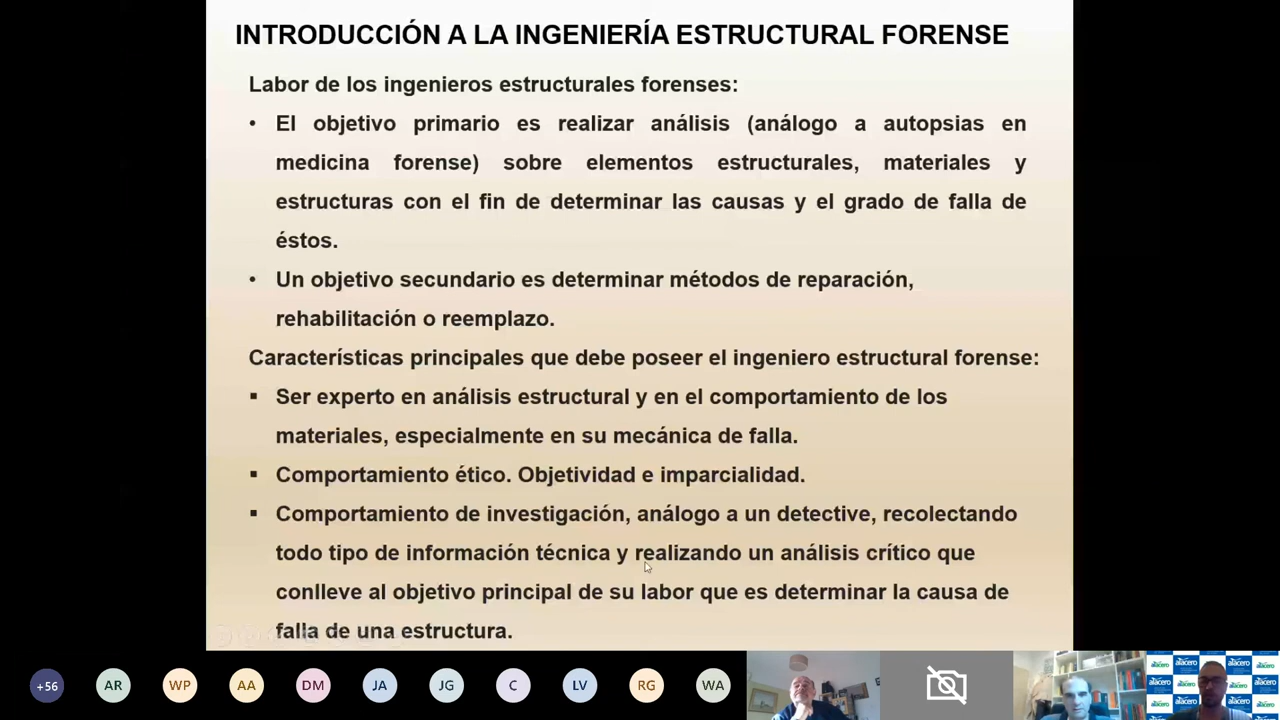 INTRODUCCIÓN A LA INGENIERÍA ESTRUCTURAL FORENSE
Labor de los ingenieros estructurales forenses:
• El objetivo primario es realizar análisis (análogo a autopsias en
medicina forense) sobre elementos estructurales, materiales y
estructuras con el fin de determinar las causas y el grado de falla de
éstos.
• Un objetivo secundario es determinar métodos de reparación,
rehabilitación o reemplazo.
Características principales que debe poseer el ingeniero estructural forense:
▪ Ser experto en análisis estructural y en el comportamiento de los
materiales, especialmente en su mecánica de falla.
▪ Comportamiento ético. Objetividad e imparcialidad.
▪ Comportamiento de investigación, análogo a un detective, recolectando
todo tipo de información técnica y realizando un análisis crítico que
conlleve al objetivo principal de su labor que es determinar la causa de
falla de una estructura.
+56 AR WP AA DM JA JG C LV RG WA
alacero